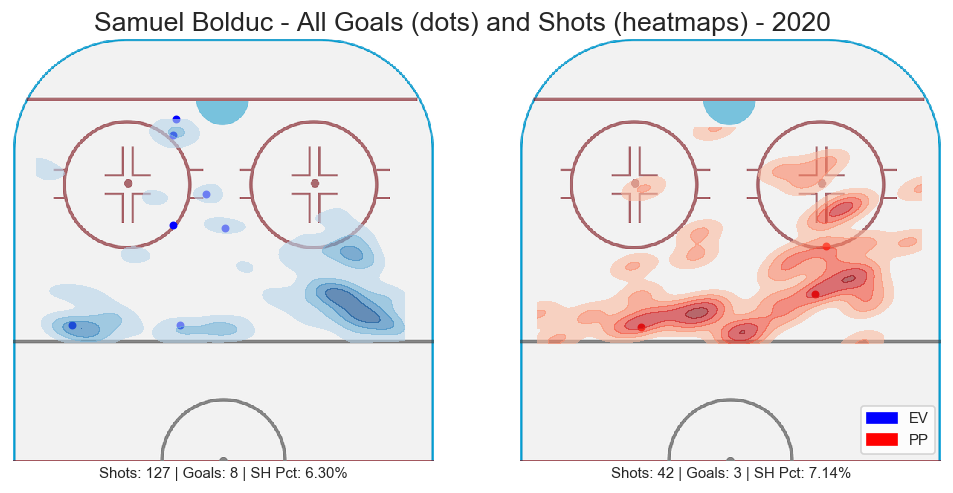 Samuel Bolduc - All Goals (dots) and Shots (heatmaps) - 2020
EV
PP
Shots: 127 | Goals: 8 | SH Pct: 6.30%
Shots: 42 | Goals: 3 | SH Pct: 7.14%